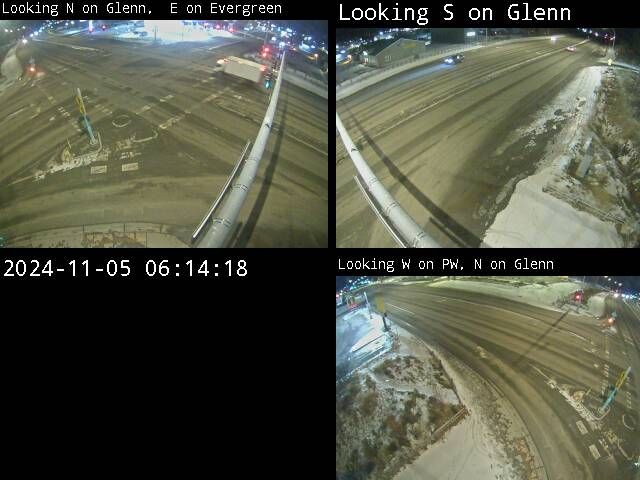 Looking N on Glenn,  E on Evergreen
Looking S on Glenn
2024-11-05 06:14:18
Looking W on PW, N on Glenn